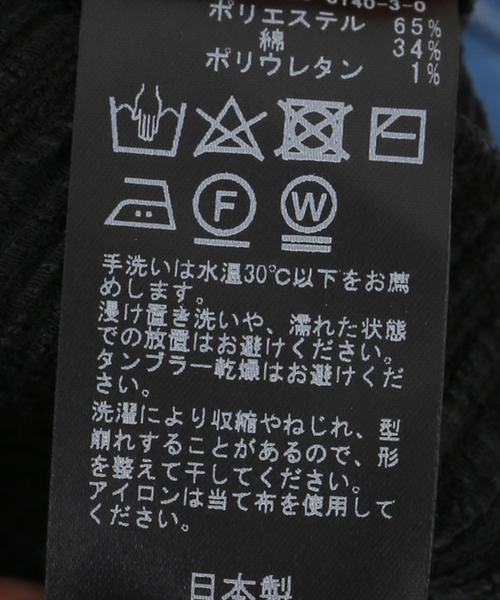 ポリエステル 65%
綿 34%
ポリウレタン 1%
F W
手洗いは水温30℃以下をお薦
めします。
浸け置き洗いや、濡れた状態
での放置はお避けください。
タンブラー乾燥はお避けくだ
さい。
洗濯により収縮やねじれ、型
崩れすることがあるので、形
を整えて干してください。
アイロンは当て布を使用して
ください。
日本製